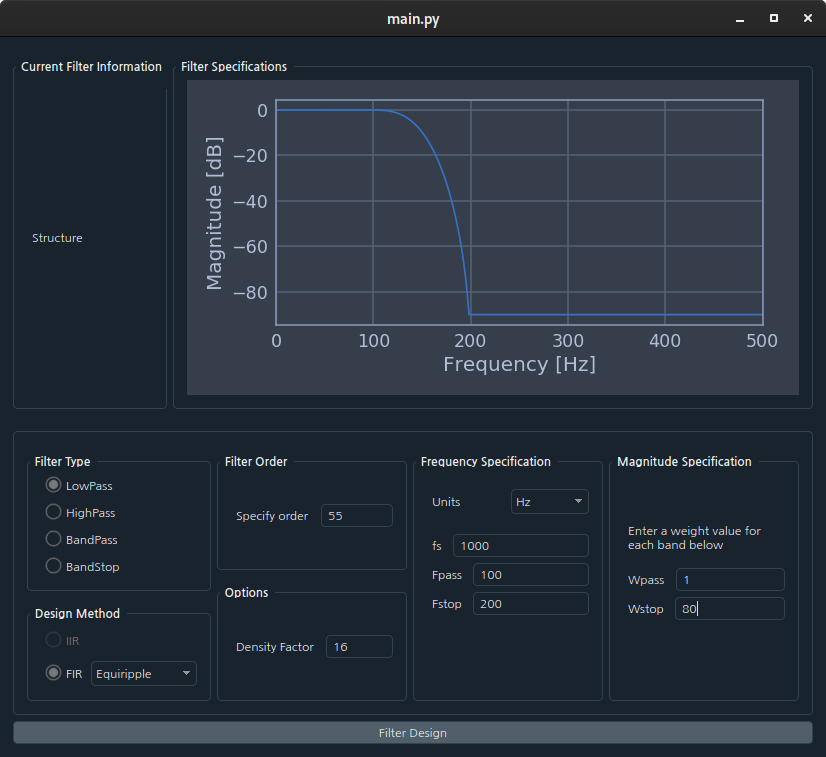 main.py
Current Filter Information
Structure
Filter Specifications
Magnitude [dB]
0
−20
−40
−60
−80
0 100 200 300 400 500
Frequency [Hz]
Filter Type
LowPass
HighPass
BandPass
BandStop
Design Method
IIR
FIR Equiripple
Filter Order
Specify order 55
Options
Density Factor 16
Frequency Specification
Units Hz
fs 1000
Fpass 100
Fstop 200
Magnitude Specification
Enter a weight value for
each band below
Wpass 1
Wstop 80
Filter Design